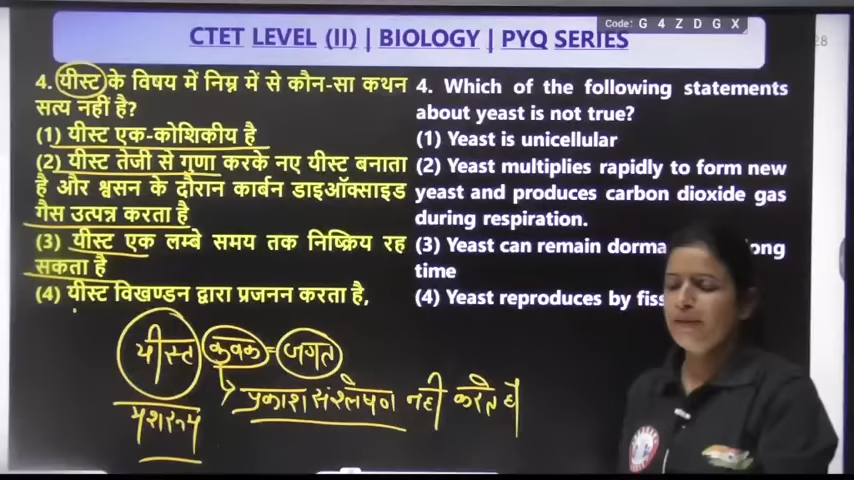 Code: G 4 Z D G X
28
CTET LEVEL (II) | BIOLOGY | PYQ SERIES
4. यीस्ट के विषय में निम्न में से कौन-सा कथन
सत्य नहीं है?
(1) यीस्ट एक-कोशिकीय है
(2) यीस्ट तेजी से गुणा करके नए यीस्ट बनाता
है और श्वसन के दौरान कार्बन डाइऑक्साइड
गैस उत्पन्न करता है
(3) यीस्ट एक लम्बे समय तक निष्क्रिय रह
सकता है
(4) यीस्ट विखण्डन द्वारा प्रजनन करता है,
4. Which of the following statements
about yeast is not true?
(1) Yeast is unicellular
(2) Yeast multiplies rapidly to form new
yeast and produces carbon dioxide gas
during respiration.
(3) Yeast can remain dorma ong
time
(4) Yeast reproduces by fiss
यीस्ट कवक = जगत
प्रकाश संश्लेषण नहीं करते है
मशरूम